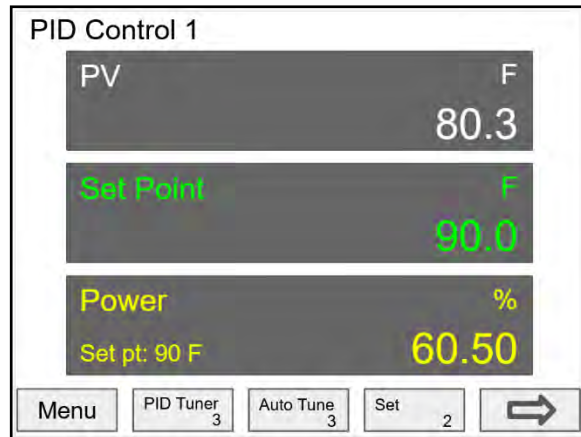 PID Control 1
PV F
80.3
Set Point F
90.0
Power %
Set pt: 90 F 60.50
Menu PID Tuner 3 Auto Tune 3 Set 2